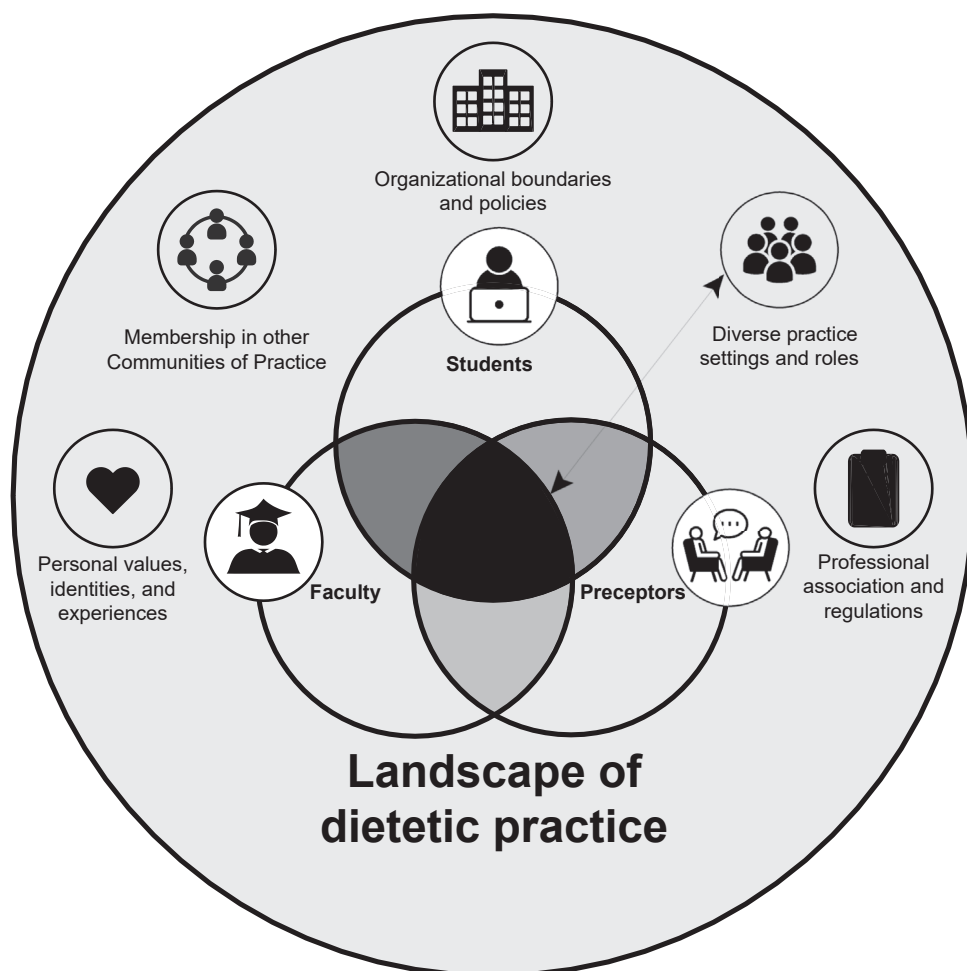 Organizational boundaries
and policies
Membership in other
Communities of Practice
Students
Diverse practice
settings and roles
Personal values,
identities, and
experiences
Faculty
Preceptors
Professional
association and
regulations
Landscape of
dietetic practice